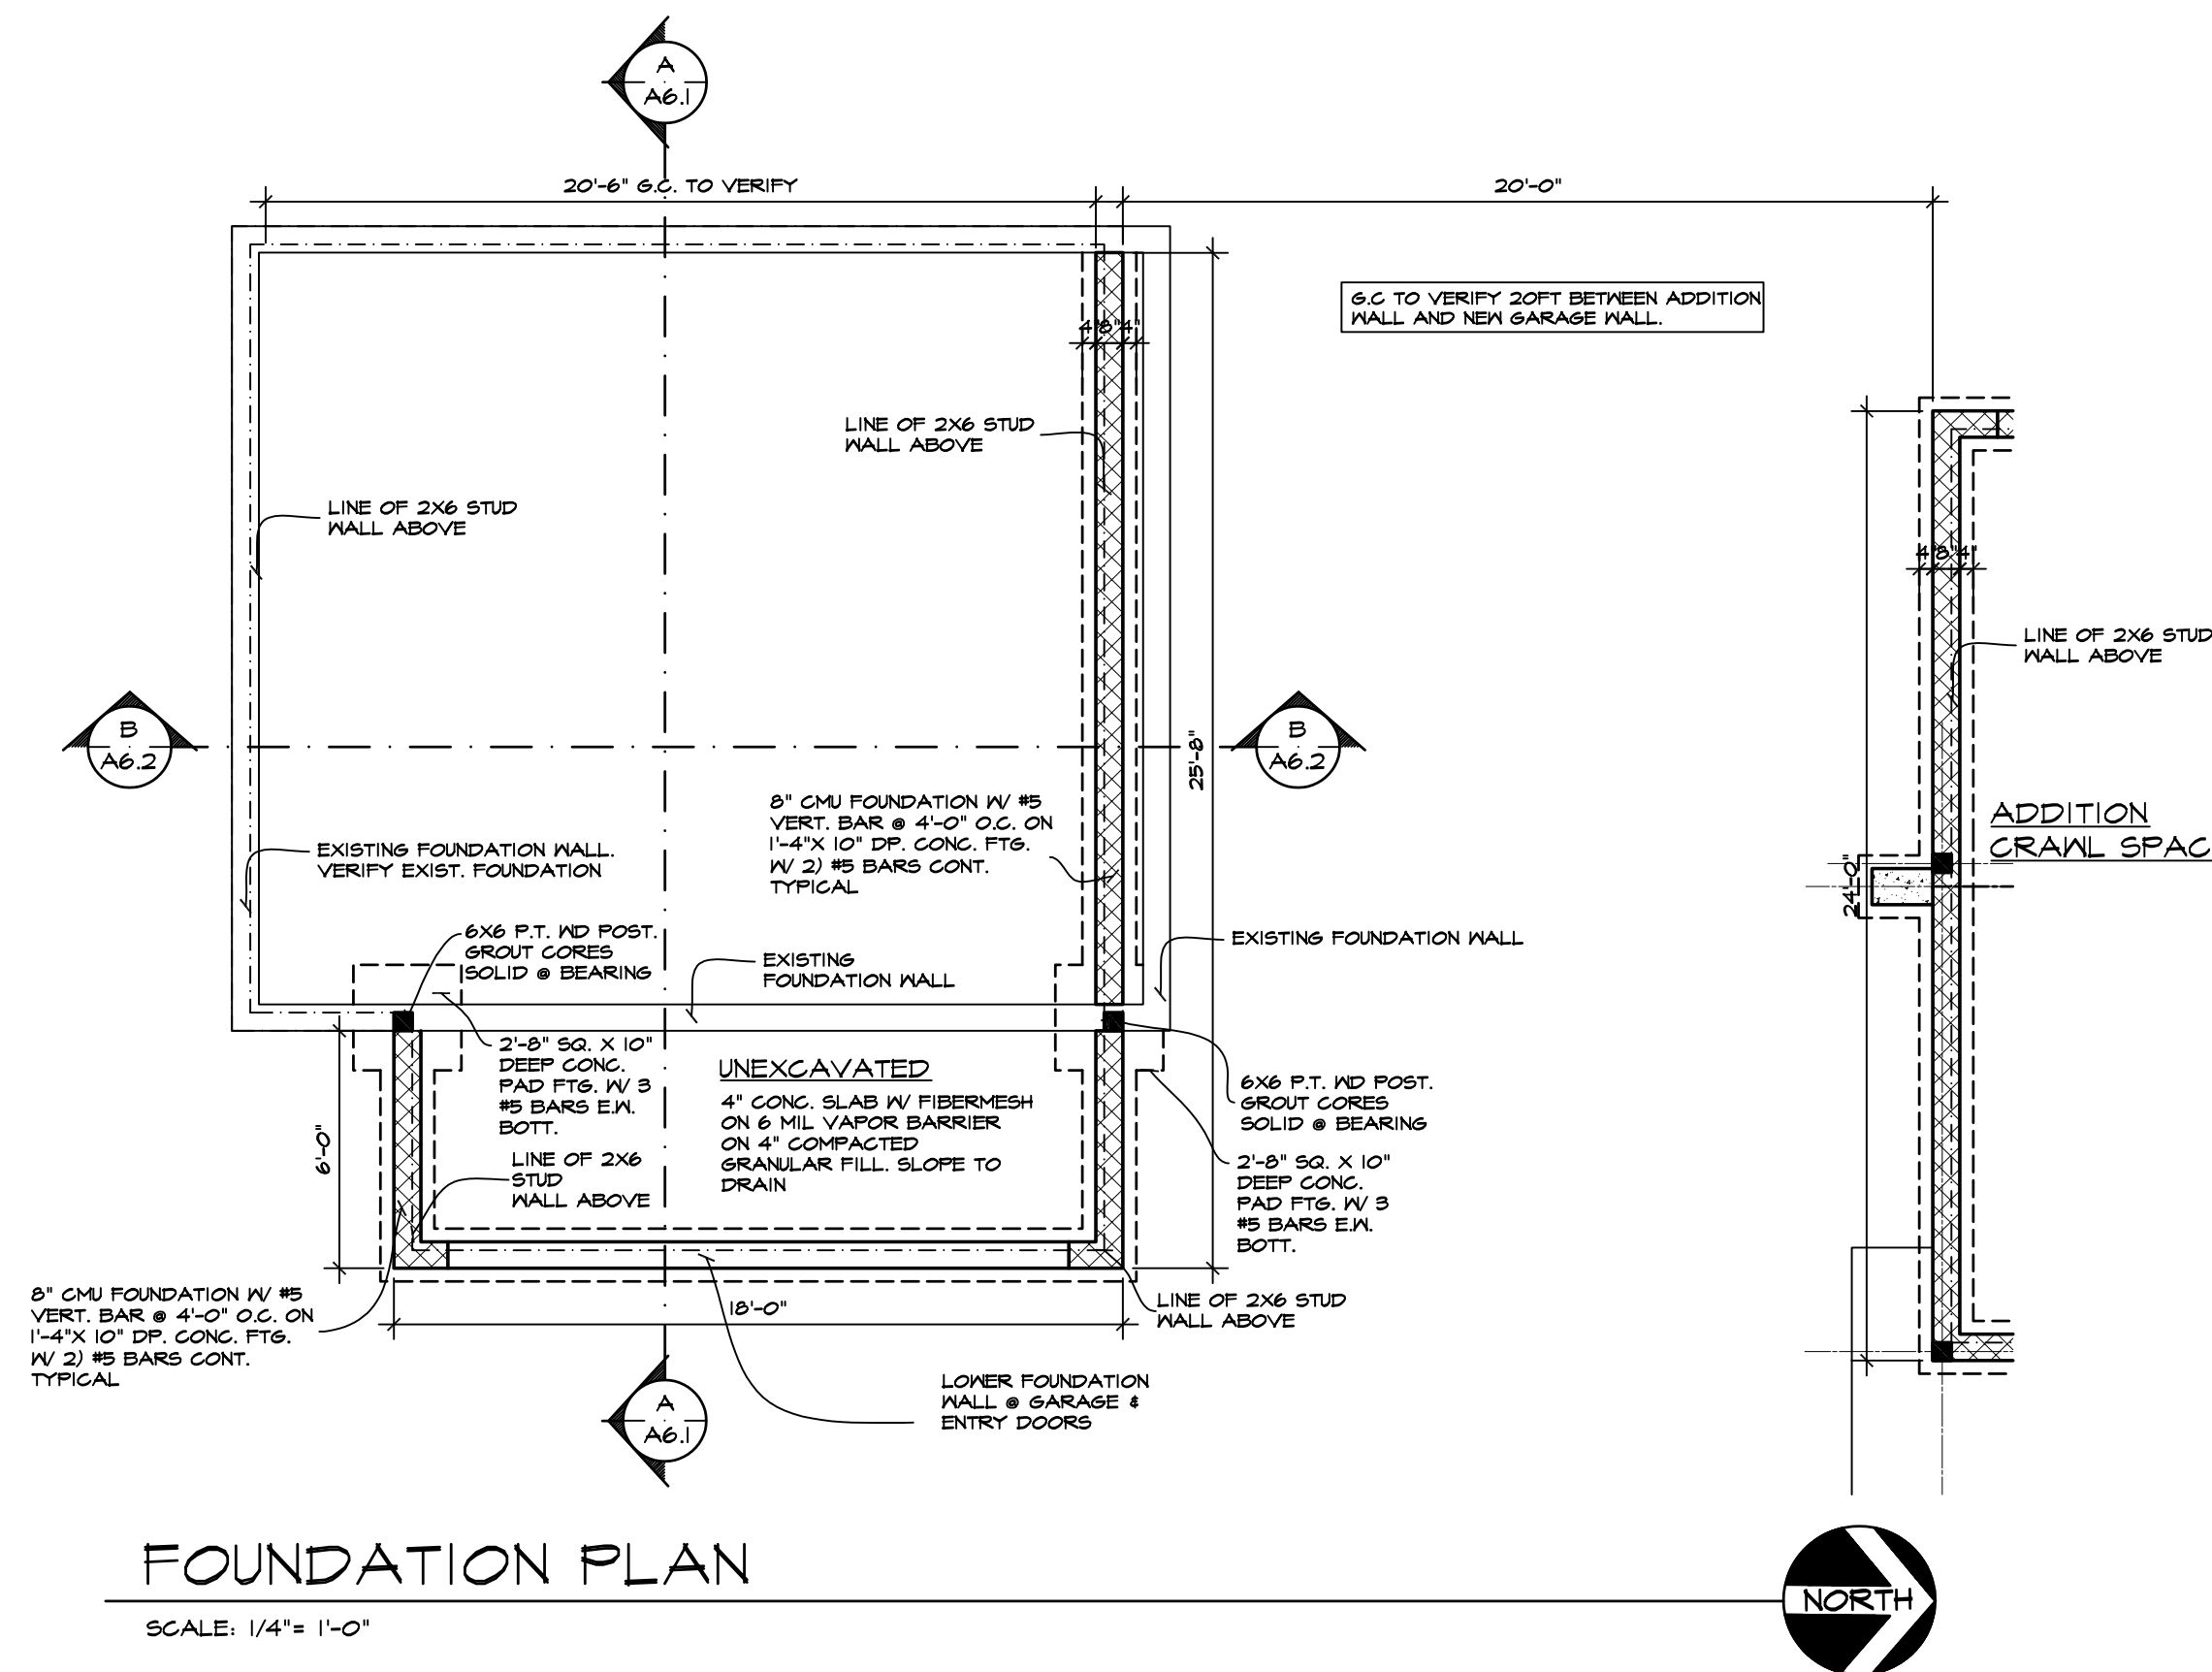 A
A6.1
20'-6" G.C. TO VERIFY
20'-0"
G.C TO VERIFY 20FT BETWEEN ADDITION
WALL AND NEW GARAGE WALL.
4"8"4"
LINE OF 2X6 STUD
WALL ABOVE
LINE OF 2X6 STUD
WALL ABOVE
4"8"4"
LINE OF 2X6 STUD
WALL ABOVE
B
A6.2
25'-8"
B
A6.2
8" CMU FOUNDATION W/ #5
VERT. BAR @ 4'-0" O.C. ON
1'-4"X 10" DP. CONC. FTG.
W/ 2) #5 BARS CONT.
TYPICAL
ADDITION
CRAWL SPAC
EXISTING FOUNDATION WALL.
VERIFY EXIST. FOUNDATION
24'-0"
6X6 P.T. WD POST.
GROUT CORES
SOLID @ BEARING
EXISTING
FOUNDATION WALL
EXISTING FOUNDATION WALL
2'-8" SQ. X 10"
DEEP CONC.
PAD FTG. W/ 3
#5 BARS E.W.
BOTT.
UNEXCAVATED
4" CONC. SLAB W/ FIBERMESH
ON 6 MIL VAPOR BARRIER
ON 4" COMPACTED
GRANULAR FILL. SLOPE TO
DRAIN
6X6 P.T. WD POST.
GROUT CORES
SOLID @ BEARING
6'-0"
LINE OF 2X6
STUD
WALL ABOVE
2'-8" SQ. X 10"
DEEP CONC.
PAD FTG. W/ 3
#5 BARS E.W.
BOTT.
8" CMU FOUNDATION W/ #5
VERT. BAR @ 4'-0" O.C. ON
1'-4"X 10" DP. CONC. FTG.
W/ 2) #5 BARS CONT.
TYPICAL
18'-0"
LINE OF 2X6 STUD
WALL ABOVE
LOWER FOUNDATION
WALL @ GARAGE &
ENTRY DOORS
A
A6.1
FOUNDATION PLAN
SCALE: 1/4"= 1'-0"
NORTH